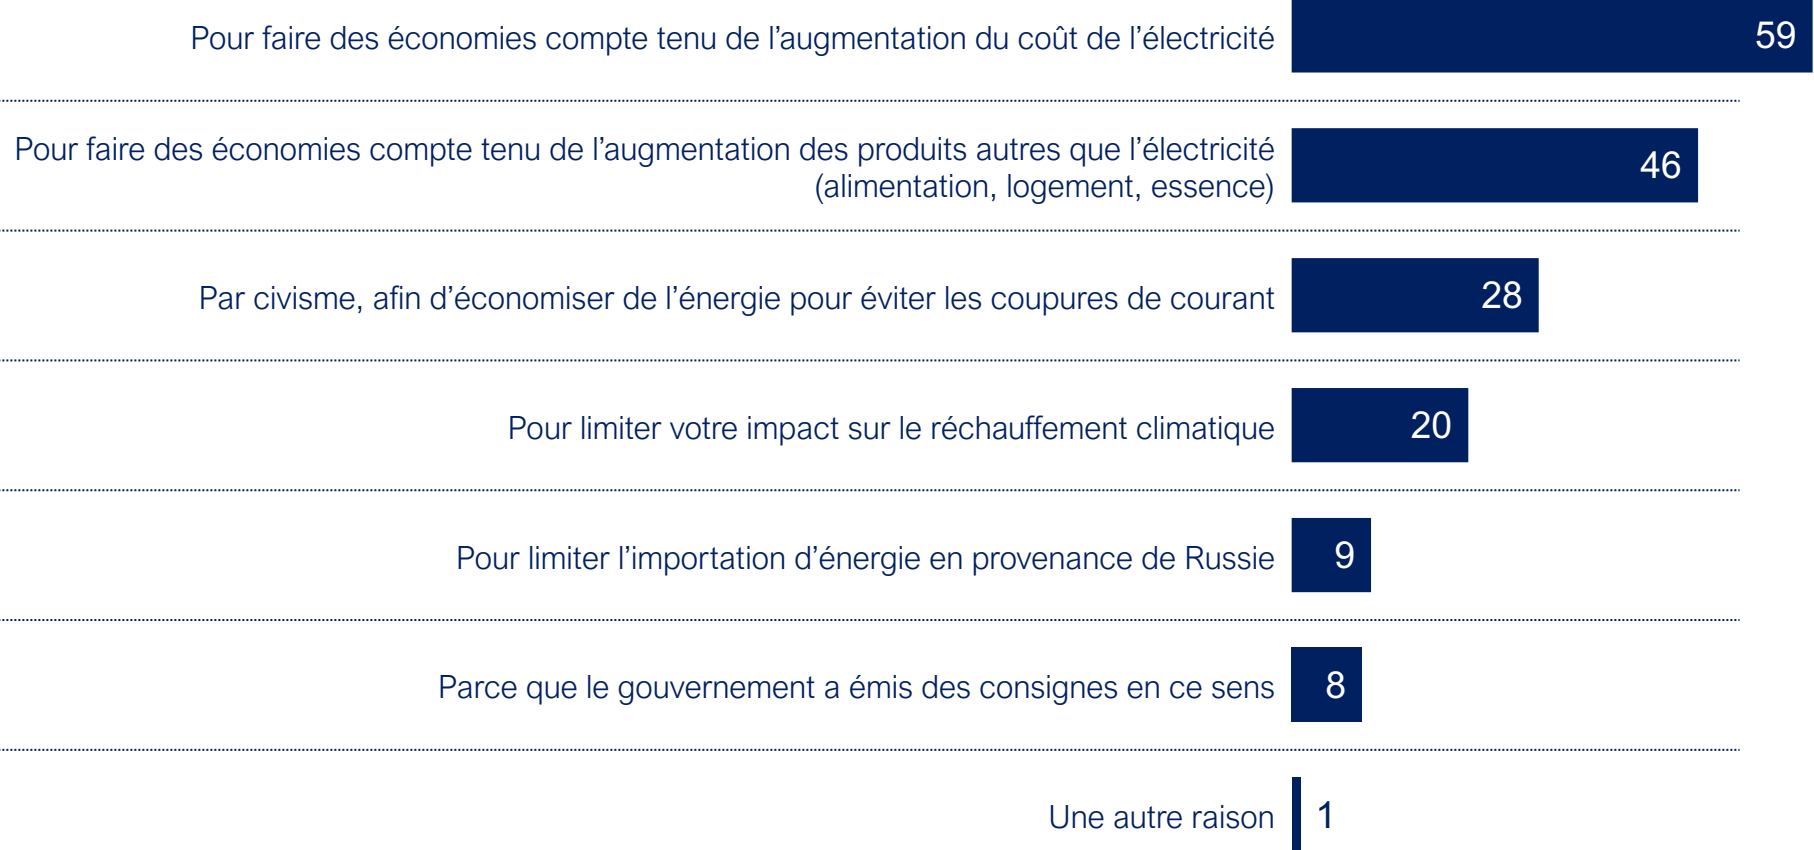 Pour faire des économies compte tenu de l’augmentation du coût de l’électricité 59
Pour faire des économies compte tenu de l’augmentation des produits autres que l’électricité
(alimentation, logement, essence) 46
Par civisme, afin d’économiser de l’énergie pour éviter les coupures de courant 28
Pour limiter votre impact sur le réchauffement climatique 20
Pour limiter l’importation d’énergie en provenance de Russie 9
Parce que le gouvernement a émis des consignes en ce sens 8
Une autre raison 1